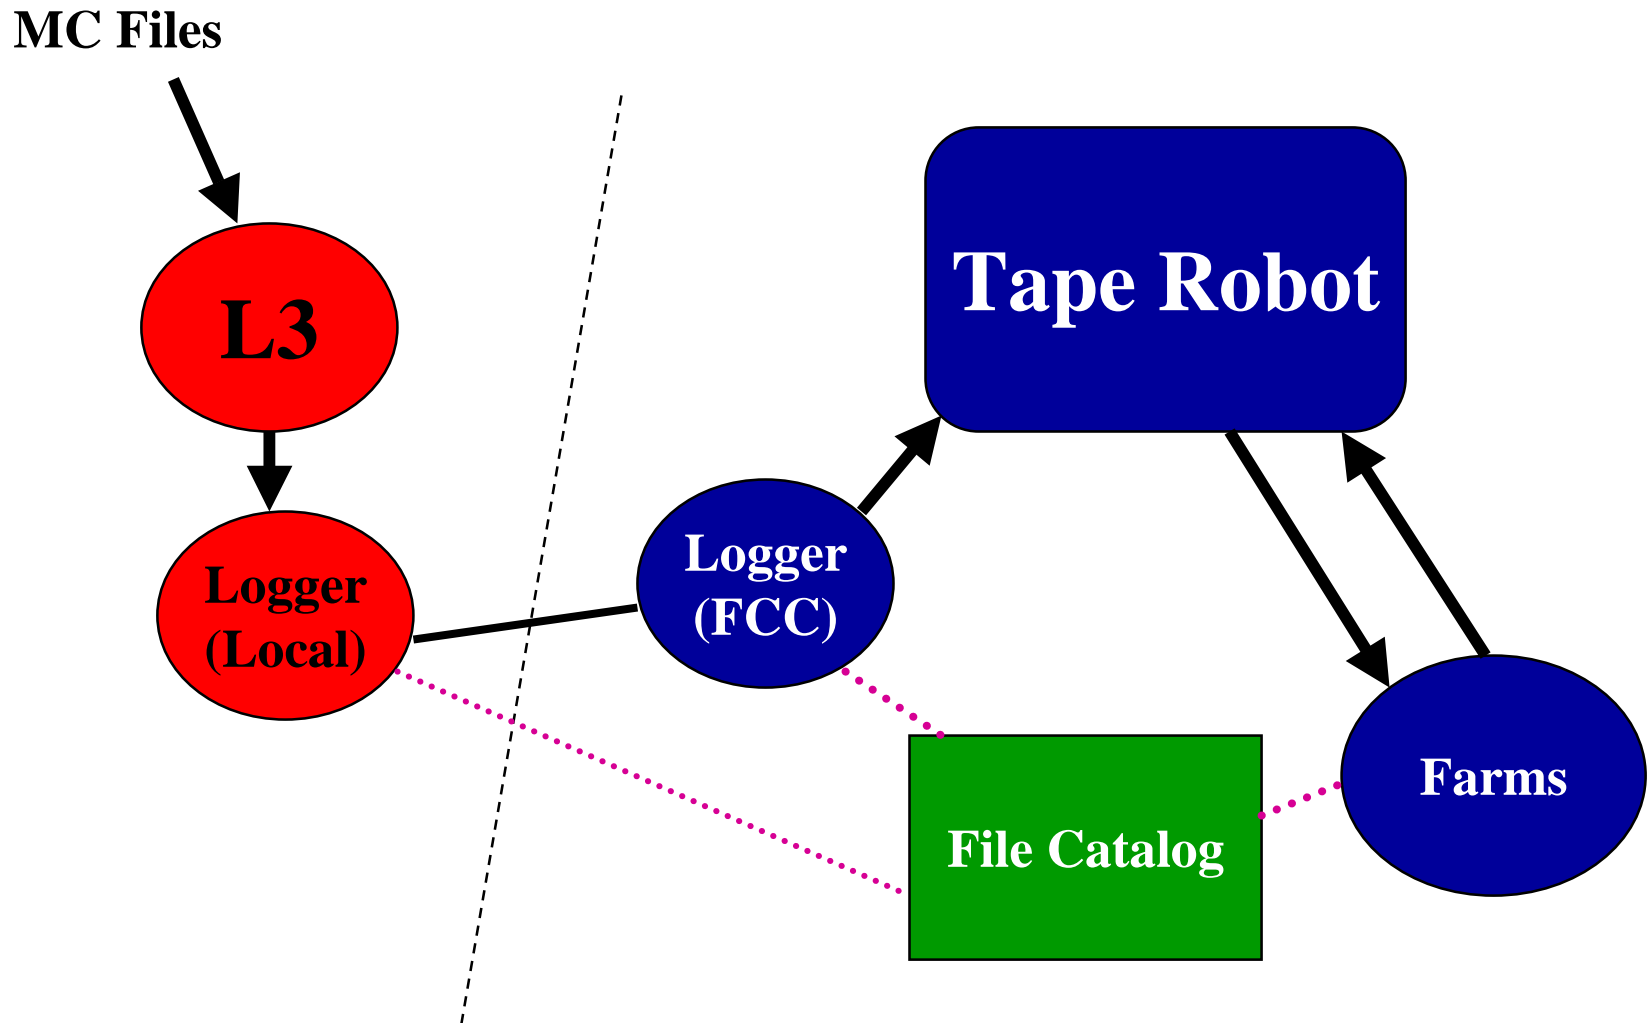 MC Files
L3
Logger
(Local)
Logger
(FCC)
Tape Robot
File Catalog
Farms